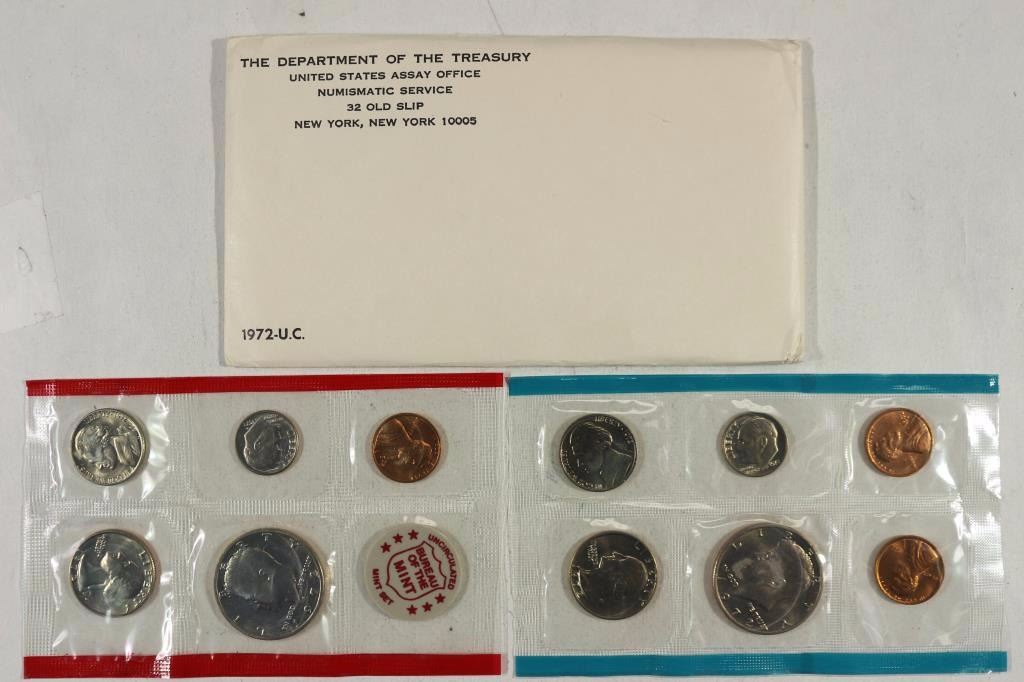 THE DEPARTMENT OF THE TREASURY
UNITED STATES ASSAY OFFICE
NUMISMATIC SERVICE
32 OLD SLIP
NEW YORK, NEW YORK 10005
1972-U.C.
UNCIRCULATED
BUREAU
OF THE
MINT
MINT SET